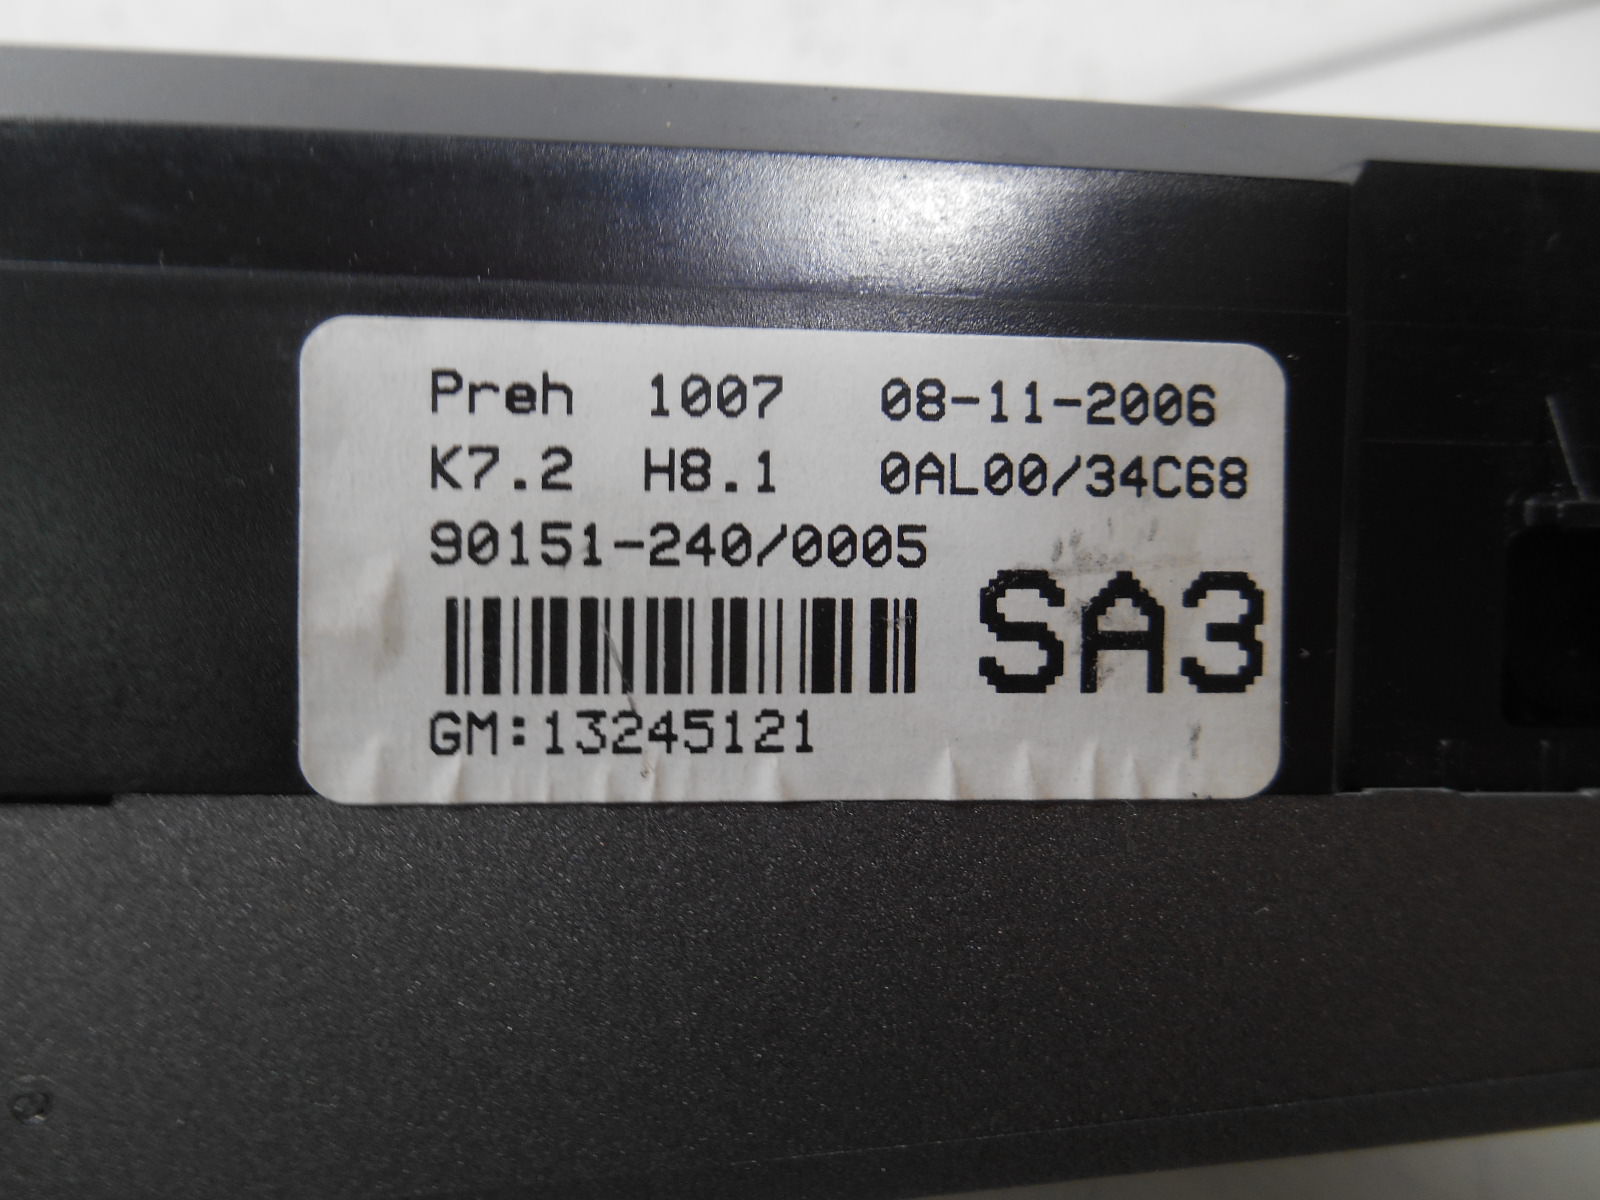 Preh 1007 08-11-2006
K7.2 H8.1 0AL00/34C68
90151-240/0005
SA3
GM:13245121